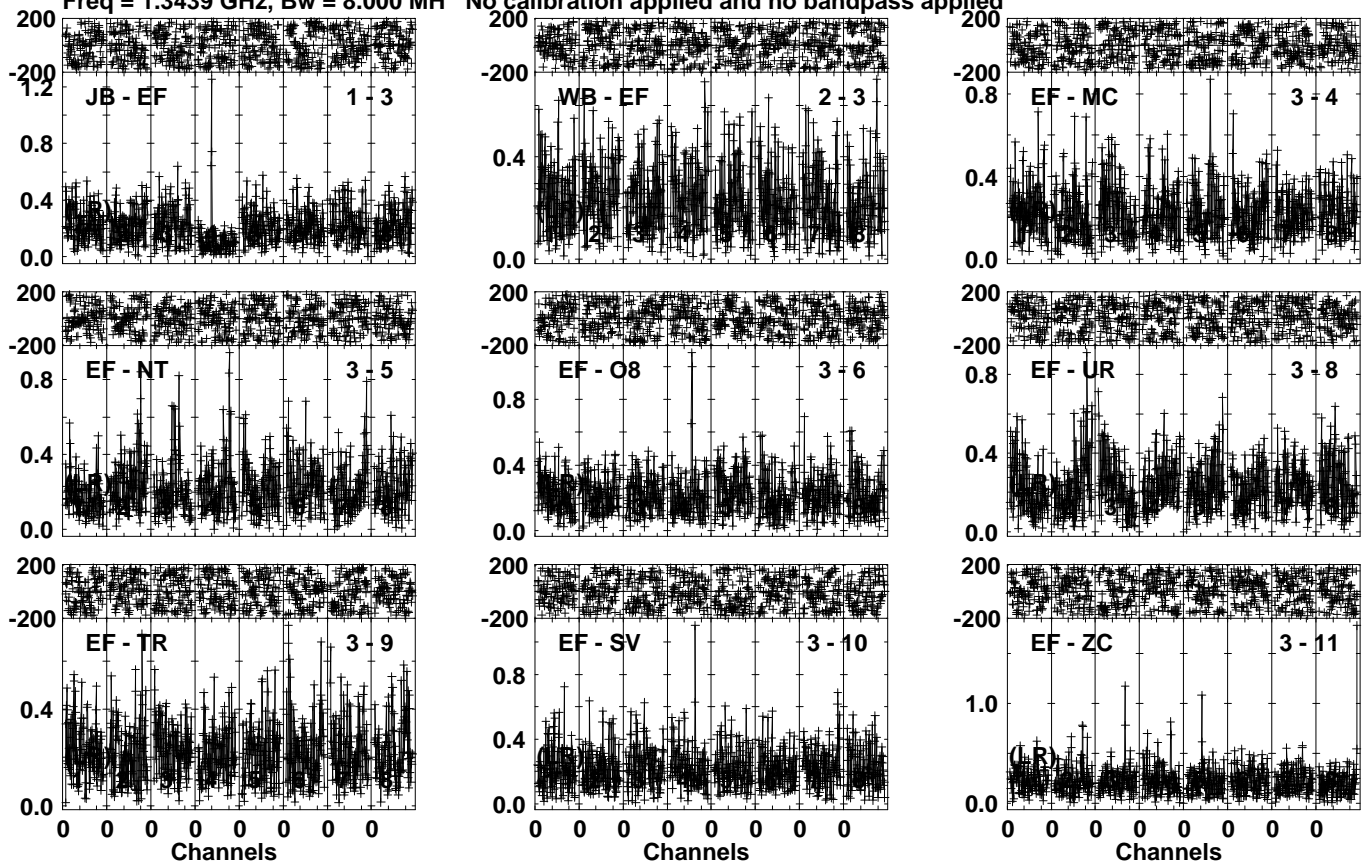 Freq = 1.3439 GHz, Bw = 8.000 MH No calibration applied and no bandpass applied
200 200 200
-200 -200 -200
1.2 JB - EF 1 - 3 WB - EF 2 - 3 0.8 EF - MC 3 - 4
0.8
0.4 0.4 0.4
0.0 0.0 0.0
200 200 200
-200 -200 -200
0.8 EF - NT 3 - 5 0.8 EF - O8 3 - 6 0.8 EF - UR 3 - 8
0.4 0.4 0.4
0.0 0.0 0.0
200 200 200
-200 -200 -200
EF - TR 3 - 9 EF - SV 3 - 10 EF - ZC 3 - 11
0.8
0.4 0.4 1.0
0.0 0.0 0.0
0 0 0 0 0 0 0 0 0 0 0 0 0 0 0 0 0 0 0 0 0 0 0 0
Channels Channels Channels